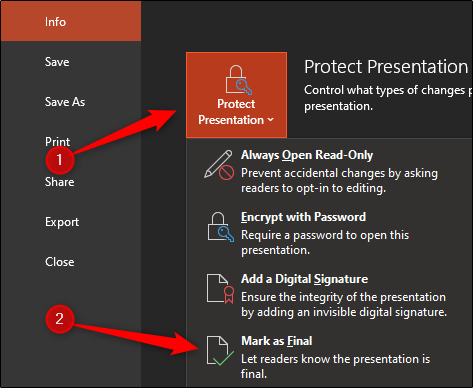 Info
Save
Save As
Print
1
Share
Export
Close
2
Protect
Presentation
Protect Presentation
Control what types of changes p
presentation.
Always Open Read-Only
Prevent accidental changes by asking
readers to opt-in to editing.
Encrypt with Password
Require a password to open this
presentation.
Add a Digital Signature
Ensure the integrity of the presentation
by adding an invisible digital signature.
Mark as Final
Let readers know the presentation is
final.